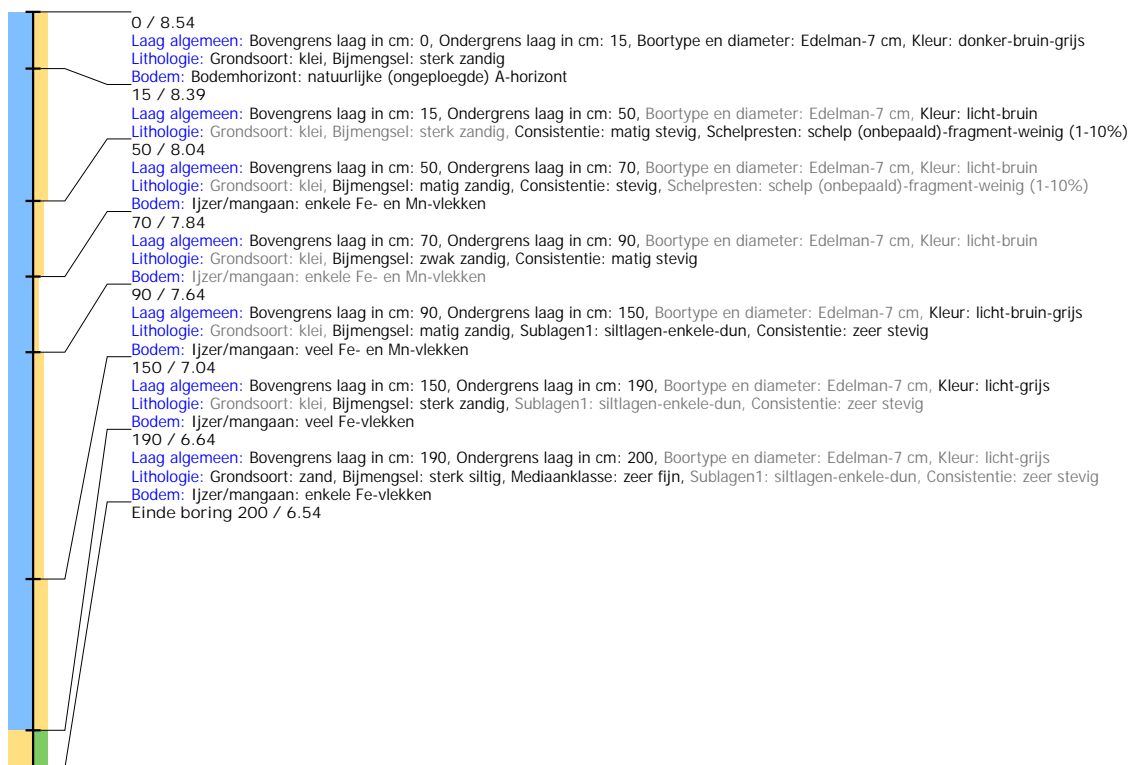 0 / 8.54
Laag algemeen: Bovengrens laag in cm: 0, Ondergrens laag in cm: 15, Boortype en diameter: Edelman-7 cm, Kleur: donker-bruin-grijs
Lithologie: Grondsoort: klei, Bijmengsel: sterk zandig
Bodem: Bodemhorizont: natuurlijke (ongeploegde) A-horizont
15 / 8.39
Laag algemeen: Bovengrens laag in cm: 15, Ondergrens laag in cm: 50, Boortype en diameter: Edelman-7 cm, Kleur: licht-bruin
Lithologie: Grondsoort: klei, Bijmengsel: sterk zandig, Consistentie: matig stevig, Schelpresten: schelp (onbepaald)-fragment-weinig (1-10%)
50 / 8.04
Laag algemeen: Bovengrens laag in cm: 50, Ondergrens laag in cm: 70, Boortype en diameter: Edelman-7 cm, Kleur: licht-bruin
Lithologie: Grondsoort: klei, Bijmengsel: matig zandig, Consistentie: stevig, Schelpresten: schelp (onbepaald)-fragment-weinig (1-10%)
Bodem: Ijzer/mangaan: enkele Fe- en Mn-vlekken
70 / 7.84
Laag algemeen: Bovengrens laag in cm: 70, Ondergrens laag in cm: 90, Boortype en diameter: Edelman-7 cm, Kleur: licht-bruin
Lithologie: Grondsoort: klei, Bijmengsel: zwak zandig, Consistentie: matig stevig
Bodem: Ijzer/mangaan: enkele Fe- en Mn-vlekken
90 / 7.64
Laag algemeen: Bovengrens laag in cm: 90, Ondergrens laag in cm: 150, Boortype en diameter: Edelman-7 cm, Kleur: licht-bruin-grijs
Lithologie: Grondsoort: klei, Bijmengsel: matig zandig, Sublagen1: siltlagen-enkele-dun, Consistentie: zeer stevig
Bodem: Ijzer/mangaan: veel Fe- en Mn-vlekken
150 / 7.04
Laag algemeen: Bovengrens laag in cm: 150, Ondergrens laag in cm: 190, Boortype en diameter: Edelman-7 cm, Kleur: licht-grijs
Lithologie: Grondsoort: klei, Bijmengsel: sterk zandig, Sublagen1: siltlagen-enkele-dun, Consistentie: zeer stevig
Bodem: Ijzer/mangaan: veel Fe-vlekken
190 / 6.64
Laag algemeen: Bovengrens laag in cm: 190, Ondergrens laag in cm: 200, Boortype en diameter: Edelman-7 cm, Kleur: licht-grijs
Lithologie: Grondsoort: zand, Bijmengsel: sterk siltig, Mediaanklasse: zeer fijn, Sublagen1: siltlagen-enkele-dun, Consistentie: zeer stevig
Bodem: Ijzer/mangaan: enkele Fe-vlekken
Einde boring 200 / 6.54